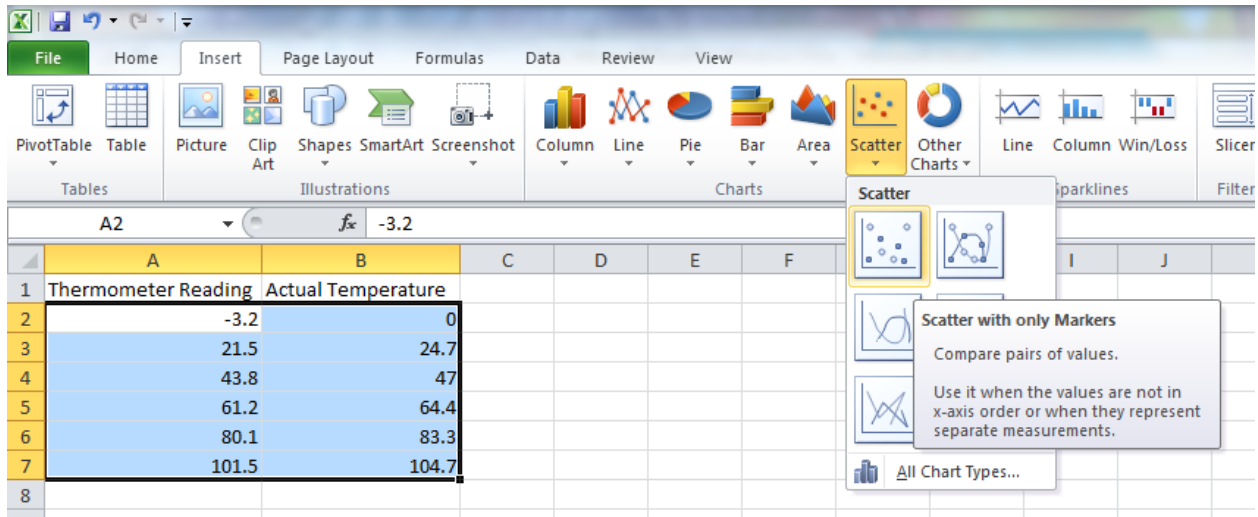 File Home Insert Page Layout Formulas Data Review View
PivotTable Table Picture Clip Art Shapes SmartArt Screenshot Column Line Pie Bar Area Scatter Other Charts Line Column Win/Loss Slicer
Tables Illustrations Charts Sparklines Filter
Scatter
A2 fx -3.2
A B C D E F I J
1 Thermometer Reading Actual Temperature
2 -3.2 0
3 21.5 24.7
4 43.8 47
5 61.2 64.4
6 80.1 83.3
7 101.5 104.7
8
Scatter with only Markers
Compare pairs of values.
Use it when the values are not in
x-axis order or when they represent
separate measurements.
All Chart Types...